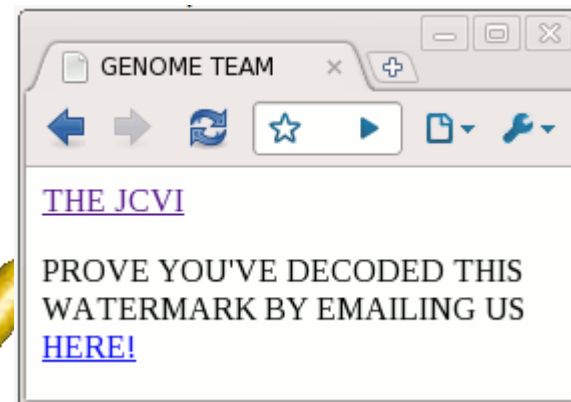 GENOME TEAM
THE JCVI
PROVE YOU'VE DECODED THIS
WATERMARK BY EMAILING US
HERE!